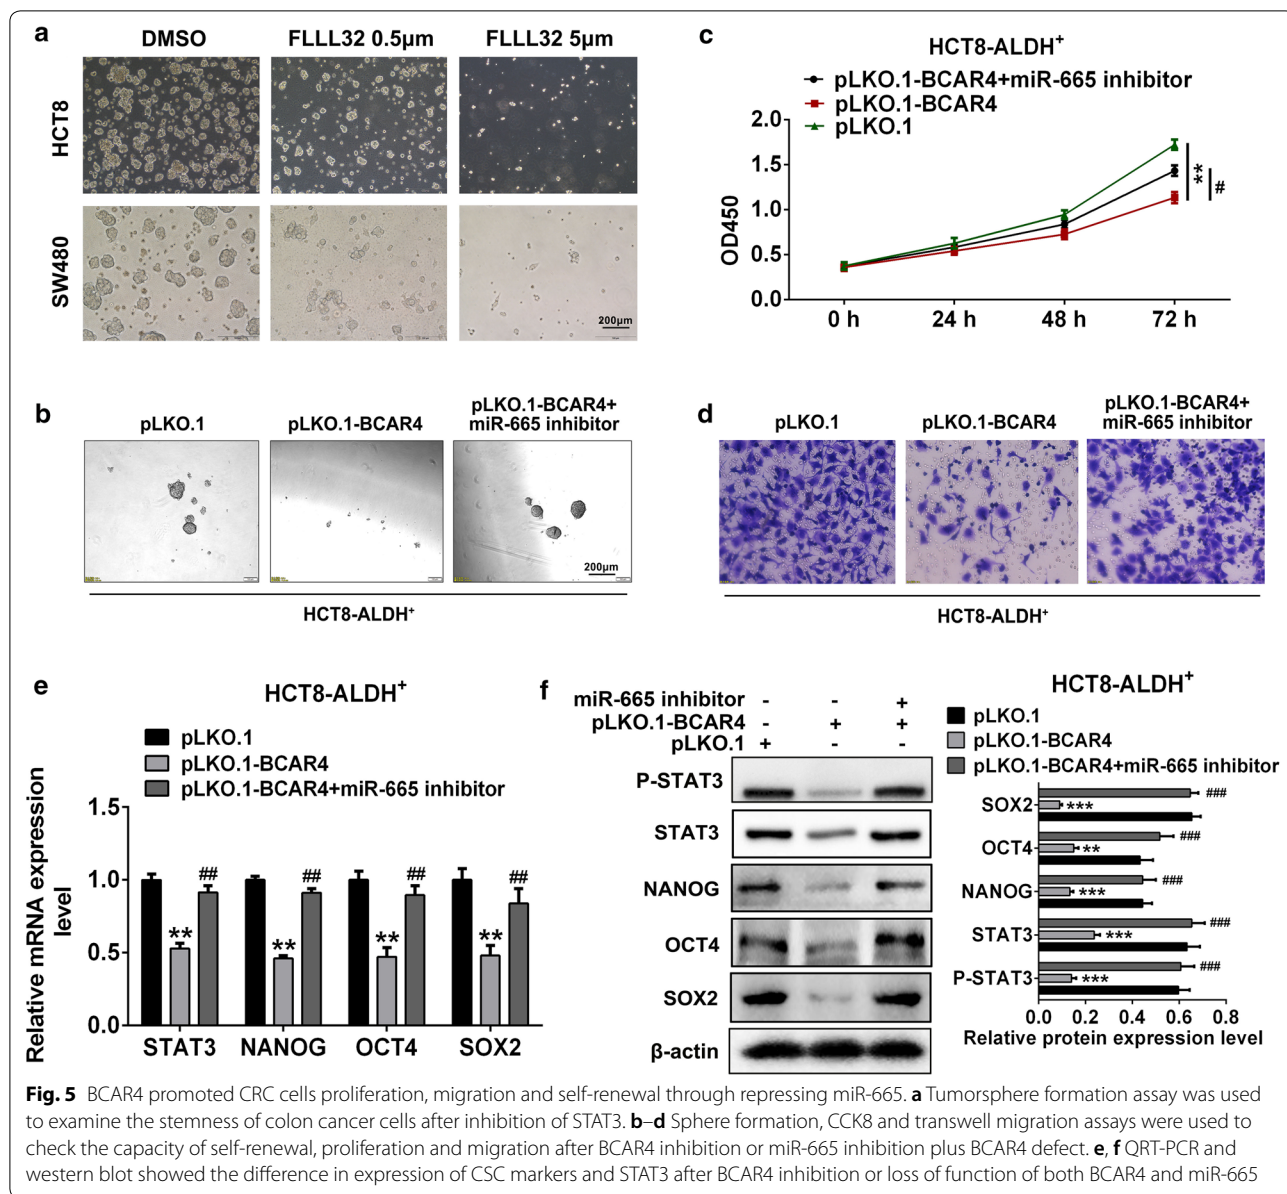 a
DMSO
FLLL32 0.5µm
FLLL32 5µm
HCT8
SW480
200µm
b
pLKO.1
pLKO.1-BCAR4
pLKO.1-BCAR4+
miR-665 inhibitor
200µm
HCT8-ALDH+
c
HCT8-ALDH+
pLKO.1-BCAR4+miR-665 inhibitor
pLKO.1-BCAR4
pLKO.1
OD450
2.0
1.5
1.0
0.5
0.0
0 h
24 h
48 h
72 h
**
#
d
pLKO.1
pLKO.1-BCAR4
pLKO.1-BCAR4+
miR-665 inhibitor
HCT8-ALDH+
e
HCT8-ALDH+
pLKO.1
pLKO.1-BCAR4
pLKO.1-BCAR4+miR-665 inhibitor
Relative mRNA expression
level
1.5
1.0
0.5
0.0
** ## ** ## ** ## ** ##
STAT3 NANOG OCT4 SOX2
f
miR-665 inhibitor - - +
pLKO.1-BCAR4 - + +
pLKO.1 + - -
P-STAT3
STAT3
NANOG
OCT4
SOX2
β-actin
HCT8-ALDH+
pLKO.1
pLKO.1-BCAR4
pLKO.1-BCAR4+miR-665 inhibitor
SOX2 ### ***
OCT4 ### **
NANOG ### ***
STAT3 ### ***
P-STAT3 ### ***
0.0 0.2 0.4 0.6 0.8
Relative protein expression level
Fig. 5 BCAR4 promoted CRC cells proliferation, migration and self-renewal through repressing miR-665. a Tumorsphere formation assay was used
to examine the stemness of colon cancer cells after inhibition of STAT3. b–d Sphere formation, CCK8 and transwell migration assays were used to
check the capacity of self-renewal, proliferation and migration after BCAR4 inhibition or miR-665 inhibition plus BCAR4 defect. e, f QRT-PCR and
western blot showed the difference in expression of CSC markers and STAT3 after BCAR4 inhibition or loss of function of both BCAR4 and miR-665